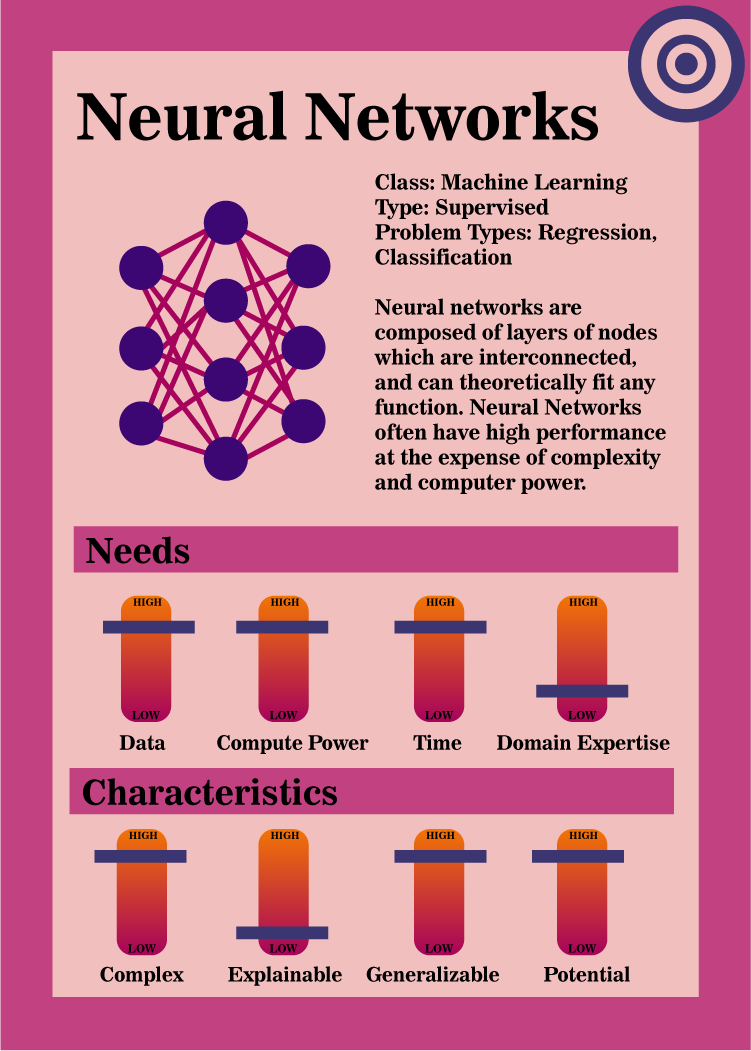 Neural Networks
Class: Machine Learning
Type: Supervised
Problem Types: Regression,
Classification
Neural networks are
composed of layers of nodes
which are interconnected,
and can theoretically fit any
function. Neural Networks
often have high performance
at the expense of complexity
and computer power.
Needs
HIGH HIGH HIGH HIGH
LOW LOW LOW LOW
Data Compute Power Time Domain Expertise
Characteristics
HIGH HIGH HIGH HIGH
LOW LOW LOW LOW
Complex Explainable Generalizable Potential